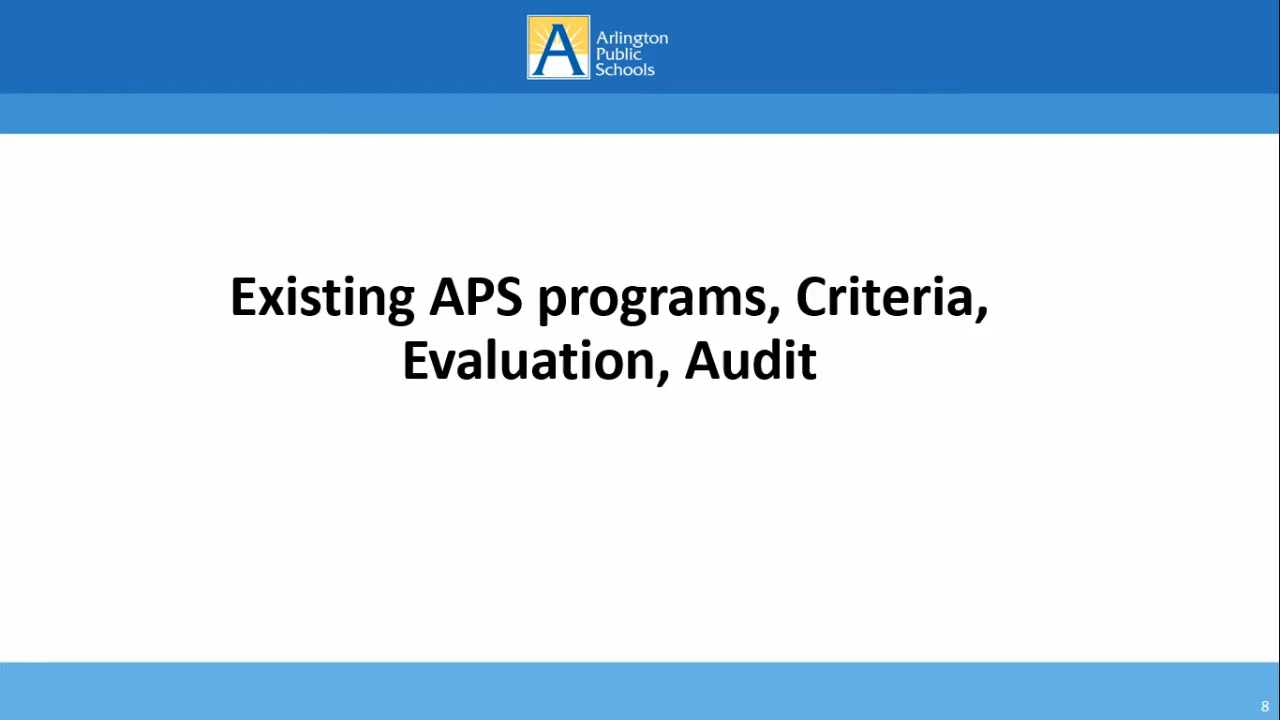 A
Arlington
Public
Schools
Existing APS programs, Criteria,
Evaluation, Audit
8